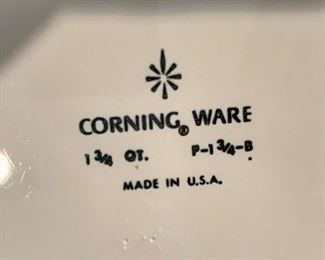 CORNING® WARE
1 3/4 QT. P-1 3/4-B
MADE IN U.S.A.